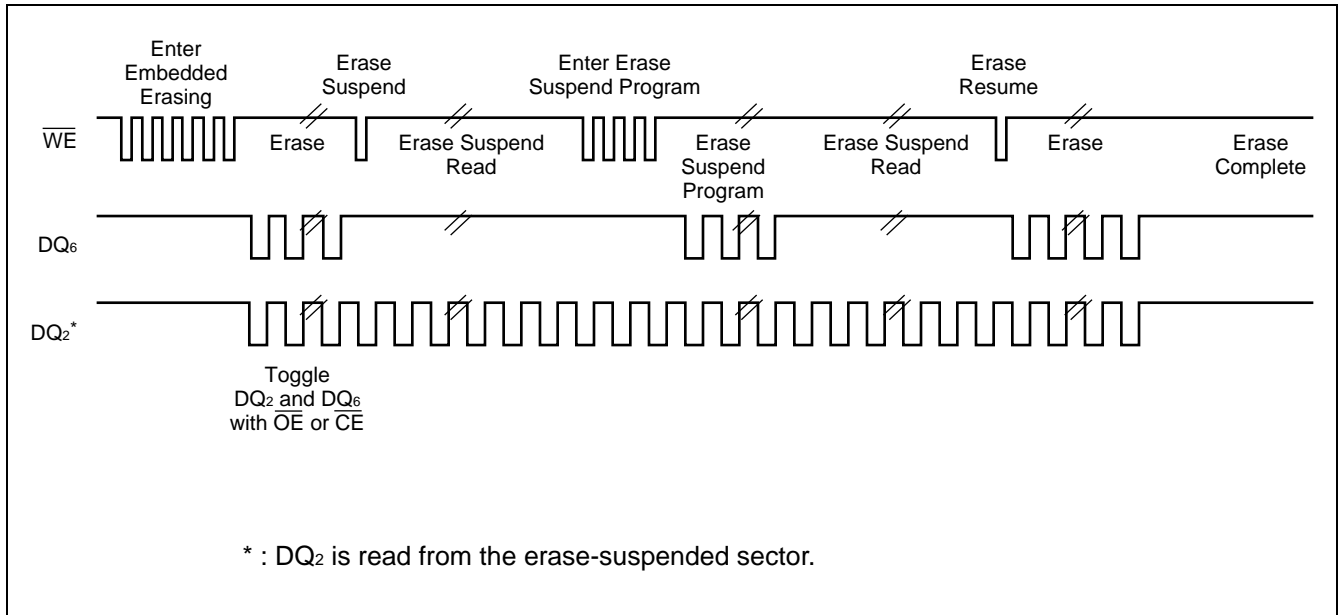 Enter
Embedded
Erasing
Erase
Suspend
Enter Erase
Suspend Program
Erase
Resume
WE
Erase
Erase Suspend
Read
Erase
Suspend
Program
Erase Suspend
Read
Erase
Erase
Complete
DQ6
DQ2*
Toggle
DQ2 and DQ6
with OE or CE
* : DQ2 is read from the erase-suspended sector.